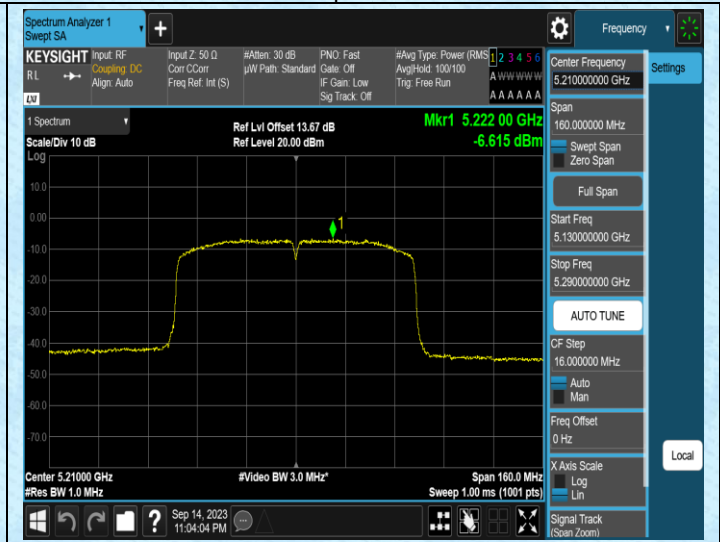 Spectrum Analyzer 1
Swept SA
+
Frequency
KEYSIGHT
RL
LXI
Input: RF
Coupling: DC
Align: Auto
Input Z: 50 Ω
Corr CCorr
Freq Ref: Int (S)
#Atten: 30 dB
µW Path: Standard
PNO: Fast
Gate: Off
IF Gain: Low
Sig Track: Off
#Avg Type: Power (RMS
Avg|Hold: 100/100
Trig: Free Run
1 2 3 4 5 6
A W W W W W
A A A A A A
1 Spectrum
Scale/Div 10 dB
Log
Ref Lvl Offset 13.67 dB
Ref Level 20.00 dBm
Mkr1 5.222 00 GHz
-6.615 dBm
10.0
0.00
1
-10.0
-20.0
-30.0
-40.0
-50.0
-60.0
-70.0
Center 5.21000 GHz
#Res BW 1.0 MHz
#Video BW 3.0 MHz*
Span 160.0 MHz
Sweep 1.00 ms (1001 pts)
?
Sep 14, 2023
11:04:04 PM
Center Frequency
5.210000000 GHz
Settings
Span
160.000000 MHz
Swept Span
Zero Span
Full Span
Start Freq
5.130000000 GHz
Stop Freq
5.290000000 GHz
AUTO TUNE
CF Step
16.000000 MHz
Auto
Man
Freq Offset
0 Hz
X Axis Scale
Log
Lin
Local
Signal Track
(Span Zoom)